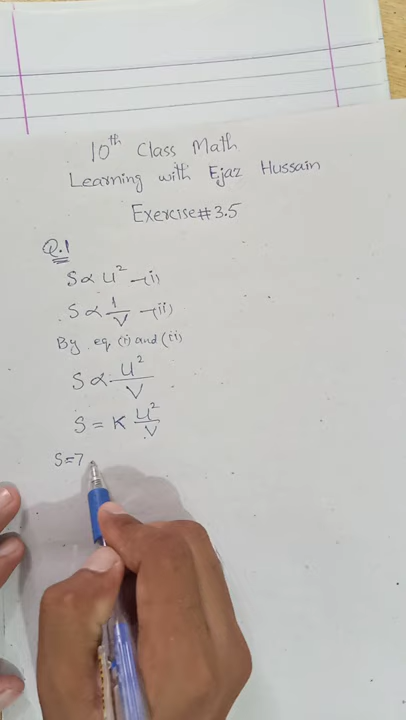 10th Class Math
Learning with Ejaz Hussain
Exercise#3.5
Q.1
S∝U² —(i)
S∝1/V —(ii)
By eq (i) and (ii)
S∝U²/V
S=K U²/V
S=7